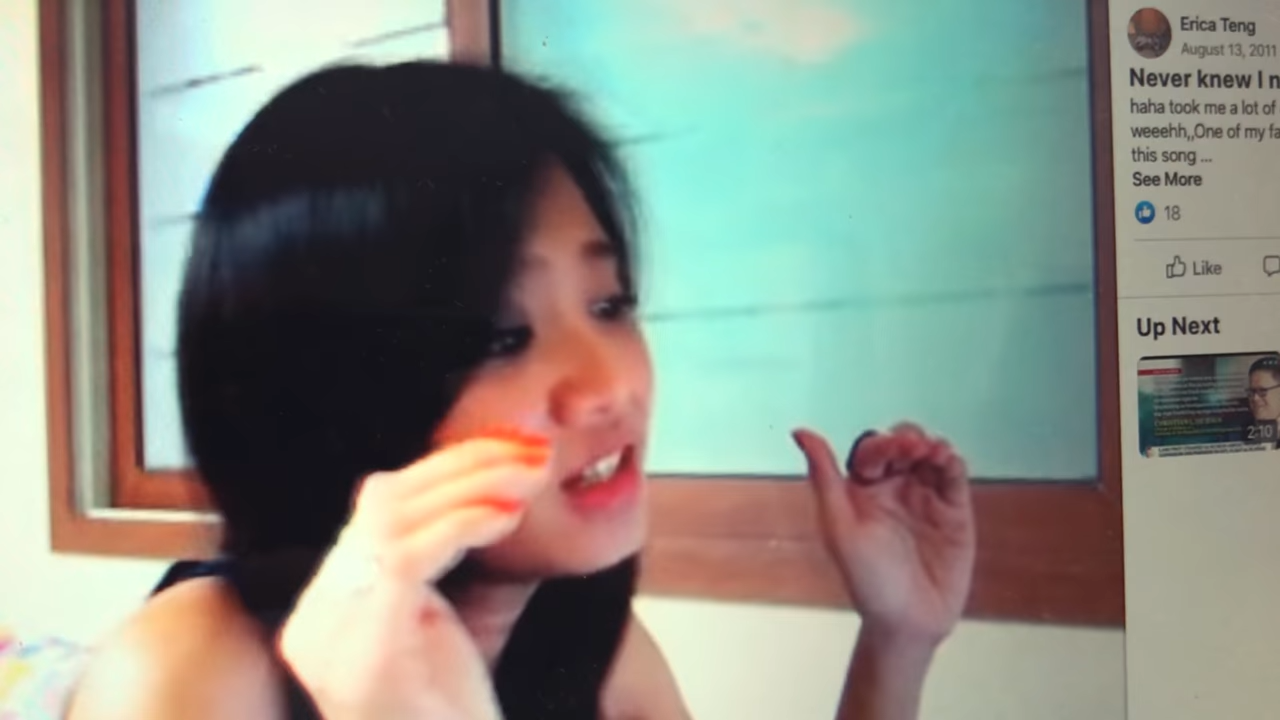 Erica Teng
August 13, 2011
Never knew I n
haha took me a lot of
weeehh,,One of my fa
this song ...
See More
18
Like
Up Next
2:10